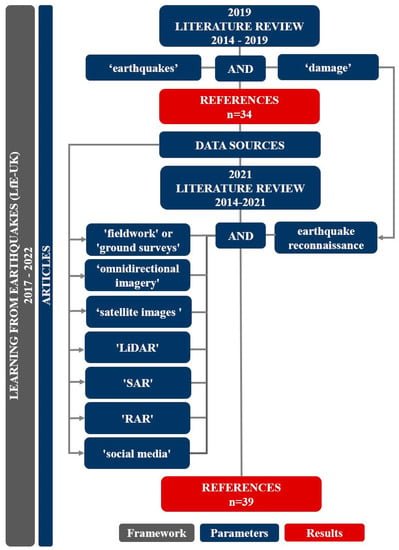 LEARNING FROM EARTHQUAKES (LfE-UK)
2017 - 2022
ARTICLES
2019
LITERATURE REVIEW
2014 - 2019
‘earthquakes’
AND
‘damage’
REFERENCES
n=34
DATA SOURCES
2021
LITERATURE REVIEW
2014-2021
'fieldwork' or
'ground surveys'
AND
earthquake
reconnaissance
‘omnidirectional
imagery’
‘satellite images '
'LiDAR'
'SAR'
'RAR'
'social media'
REFERENCES
n=39
Framework
Parameters
Results